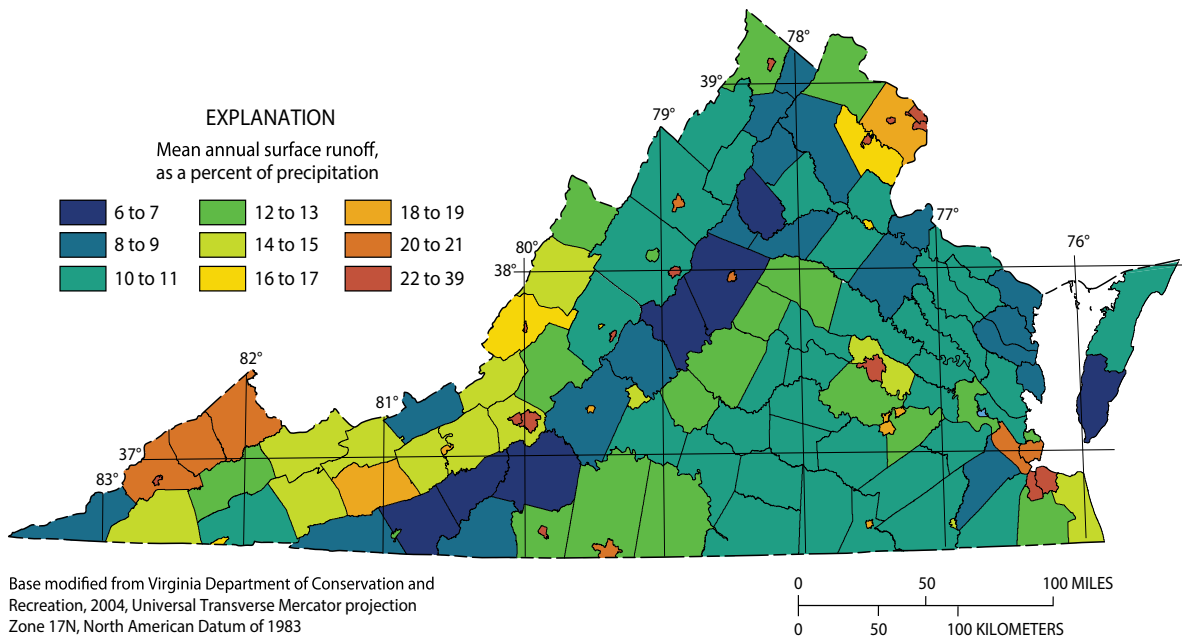 EXPLANATION
Mean annual surface runoff,
as a percent of precipitation
6 to 7
12 to 13
18 to 19
8 to 9
14 to 15
20 to 21
10 to 11
16 to 17
22 to 39
78°
39°
79°
77°
76°
80°
38°
82°
81°
37°
83°
Base modified from Virginia Department of Conservation and
Recreation, 2004, Universal Transverse Mercator projection
Zone 17N, North American Datum of 1983
0 50 100 MILES
0 50 100 KILOMETERS